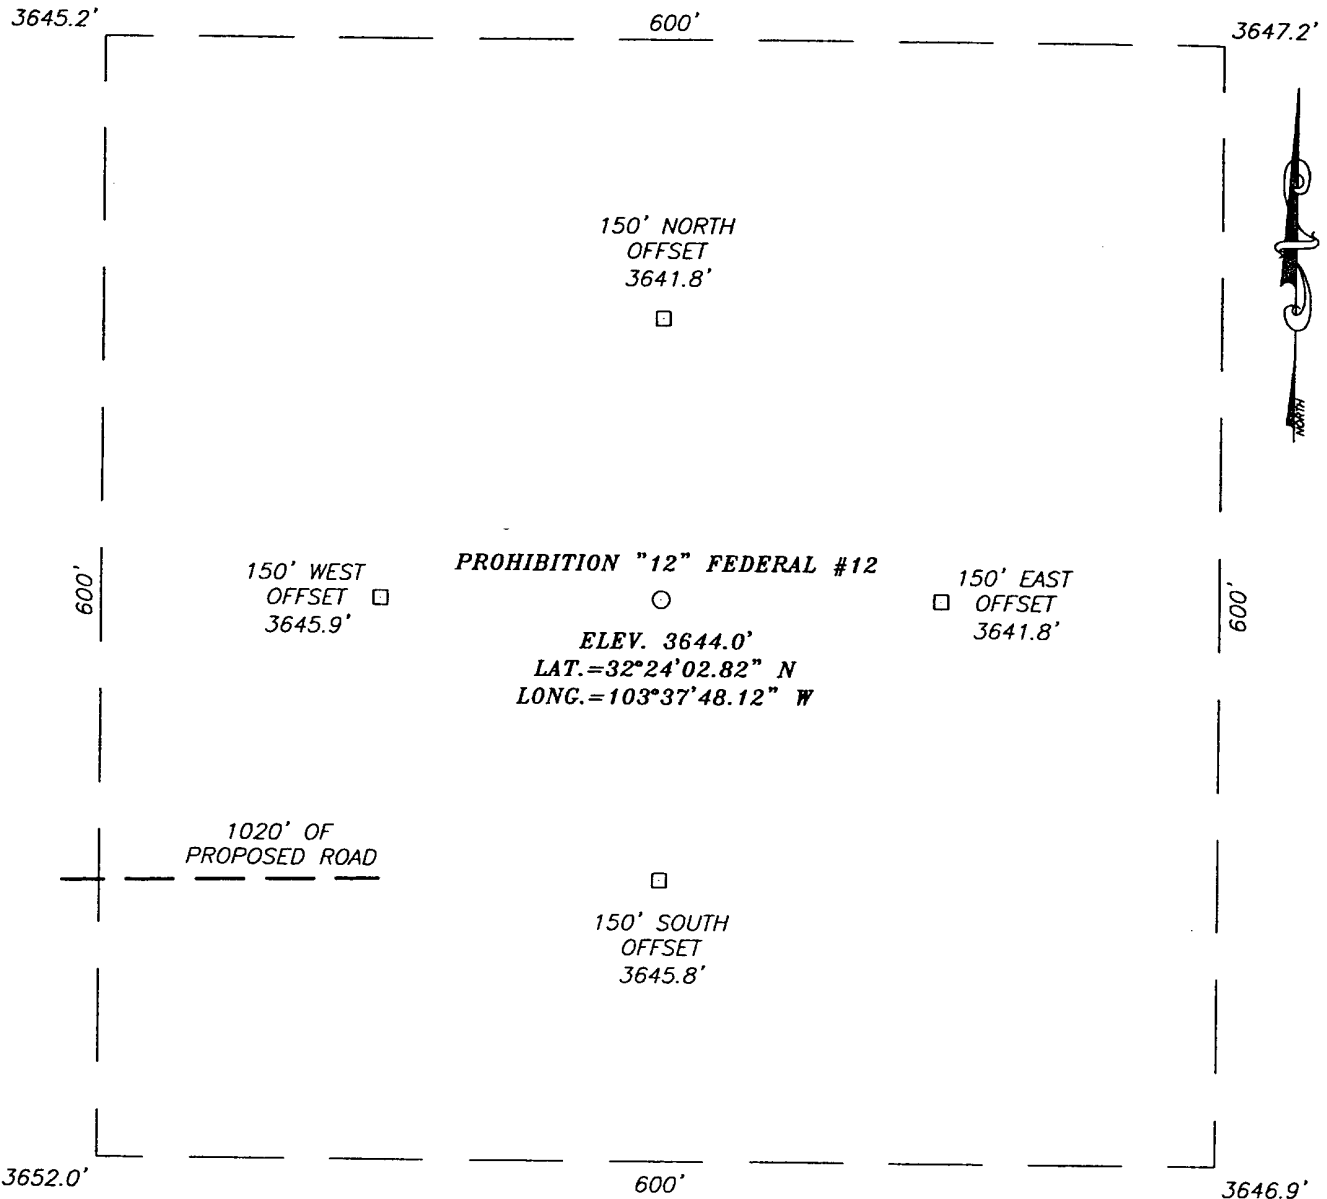 3645.2'
600'
3647.2'
150' NORTH
OFFSET
3641.8'
NORTH
600'
150' WEST
OFFSET
3645.9'
PROHIBITION "12" FEDERAL #12
ELEV. 3644.0'
LAT.=32°24'02.82" N
LONG.=103°37'48.12" W
150' EAST
OFFSET
3641.8'
600'
1020' OF
PROPOSED ROAD
150' SOUTH
OFFSET
3645.8'
3652.0'
600'
3646.9'